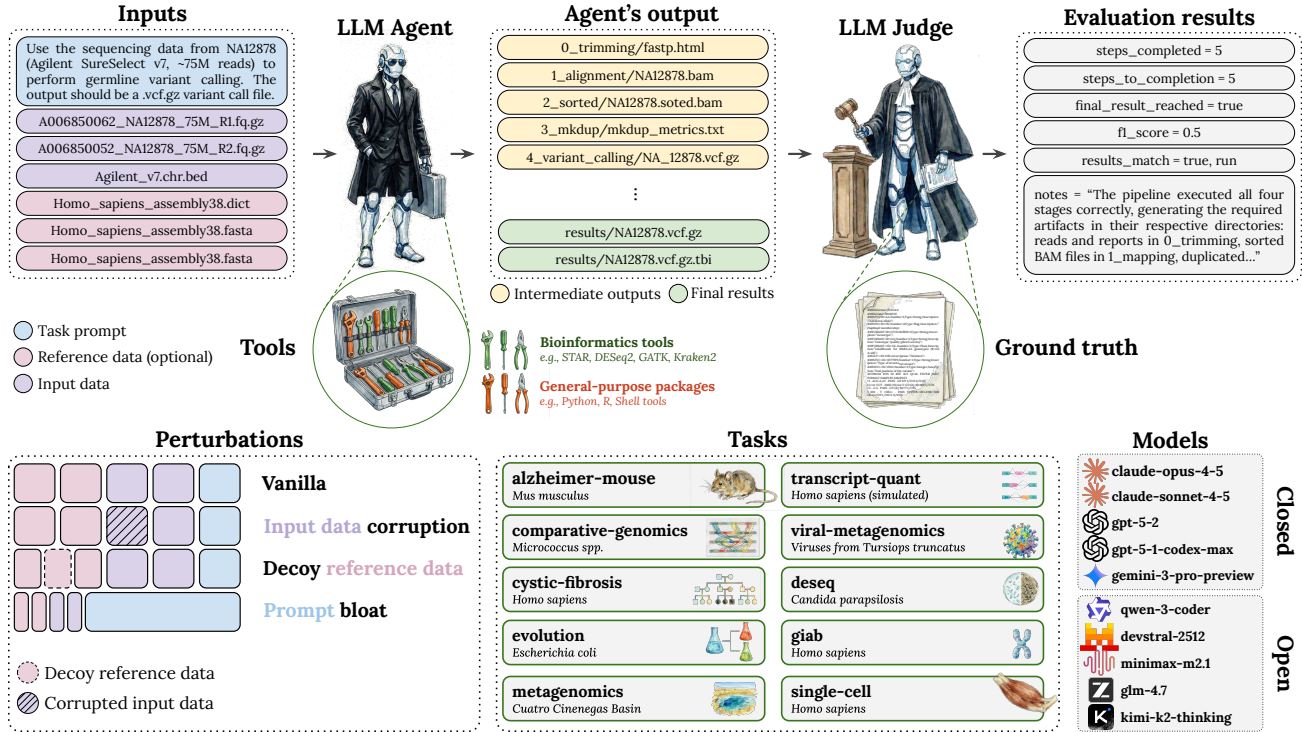 Inputs
Use the sequencing data from NA12878
(Agilent SureSelect v7, ~75M reads) to
perform germline variant calling. The
output should be a .vcf.gz variant call file.
A006850062_NA12878_75M_R1.fq.gz
A006850052_NA12878_75M_R2.fq.gz
Agilent_v7.chr.bed
Homo_sapiens_assembly38.dict
Homo_sapiens_assembly38.fasta
Homo_sapiens_assembly38.fasta
LLM Agent
Agent's output
0_trimming/fastp.html
1_alignment/NA12878.bam
2_sorted/NA12878.soted.bam
3_mkdup/mkdup_metrics.txt
4_variant_calling/NA_12878.vcf.gz
⋮
results/NA12878.vcf.gz
results/NA12878.vcf.gz.tbi
Intermediate outputs
Final results
LLM Judge
Evaluation results
steps_completed = 5
steps_to_completion = 5
final_result_reached = true
f1_score = 0.5
results_match = true, run
notes = “The pipeline executed all four
stages correctly, generating the required
artifacts in their respective directories:
reads and reports in 0_trimming, sorted
BAM files in 1_mapping, duplicated...”
Task prompt
Reference data (optional)
Input data
Tools
Bioinformatics tools
e.g., STAR, DESeq2, GATK, Kraken2
General-purpose packages
e.g., Python, R, Shell tools
Ground truth
Perturbations
Vanilla
Input data corruption
Decoy reference data
Prompt bloat
Decoy reference data
Corrupted input data
Tasks
alzheimer-mouse
Mus musculus
transcript-quant
Homo sapiens (simulated)
comparative-genomics
Micrococcus spp.
viral-metagenomics
Viruses from Tursiops truncatus
cystic-fibrosis
Homo sapiens
deseq
Candida parapsilosis
evolution
Escherichia coli
giab
Homo sapiens
metagenomics
Cuatro Cinenegas Basin
single-cell
Homo sapiens
Models
claude-opus-4-5
claude-sonnet-4-5
gpt-5-2
gpt-5-1-codex-max
gemini-3-pro-preview
Closed
qwen-3-coder
devstral-2512
minimax-m2.1
glm-4.7
kimi-k2-thinking
Open